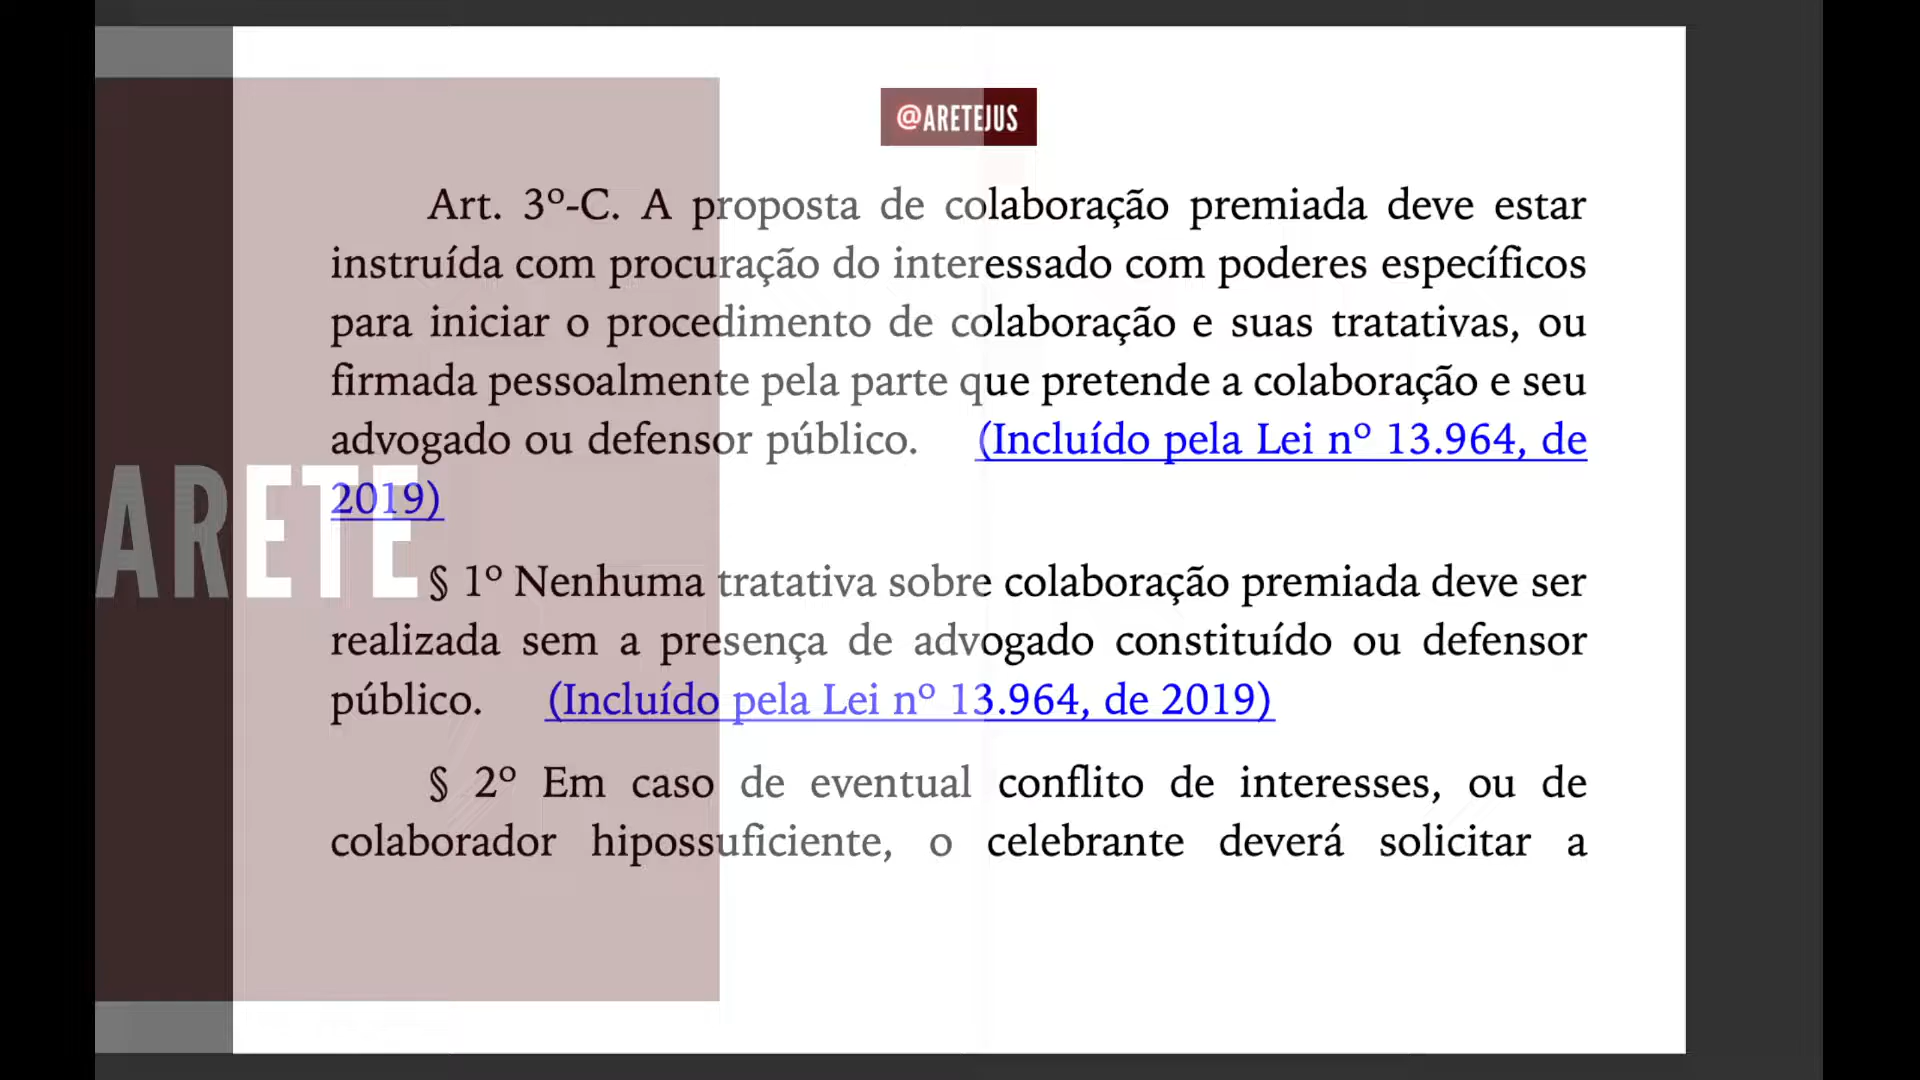 @ARETEJUS
Art. 3º-C. A proposta de colaboração premiada deve estar
instruída com procuração do interessado com poderes específicos
para iniciar o procedimento de colaboração e suas tratativas, ou
firmada pessoalmente pela parte que pretende a colaboração e seu
advogado ou defensor público. (Incluído pela Lei nº 13.964, de
2019)
ARETE
§ 1º Nenhuma tratativa sobre colaboração premiada deve ser
realizada sem a presença de advogado constituído ou defensor
público. (Incluído pela Lei nº 13.964, de 2019)
§ 2º Em caso de eventual conflito de interesses, ou de
colaborador hipossuficiente, o celebrante deverá solicitar a